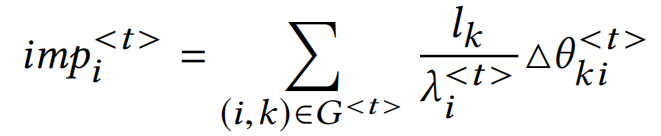 imp_i^{<t>} = \sum_{(i,k) \in G^{<t>}} \frac{l_k}{\lambda_i^{<t>}} \triangle \theta_{ki}^{<t>}